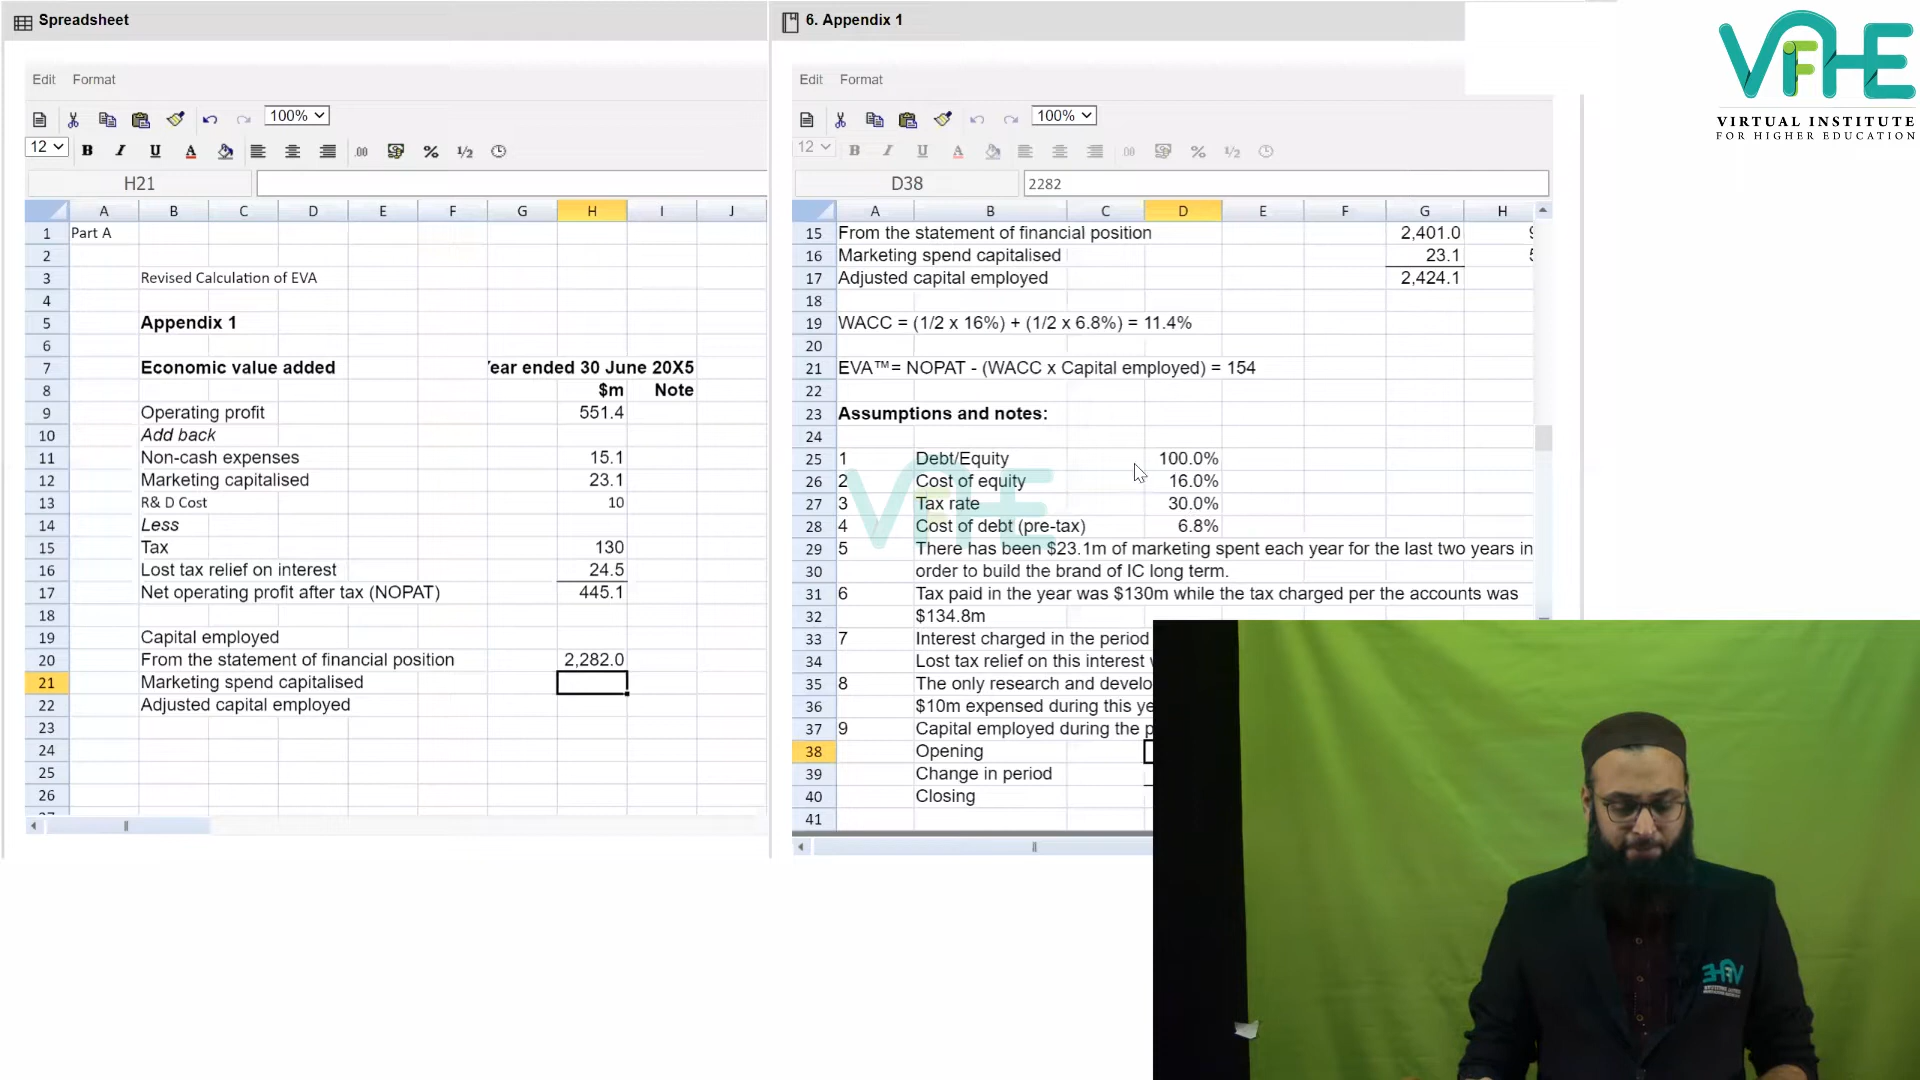 Spreadsheet
Edit Format
100%
12 B I U A .00 % 1/2
H21
A B C D E F G H I J
1 Part A
2
3 Revised Calculation of EVA
4
5 Appendix 1
6
7 Economic value added Year ended 30 June 20X5
8 $m Note
9 Operating profit 551.4
10 Add back
11 Non-cash expenses 15.1
12 Marketing capitalised 23.1
13 R& D Cost 10
14 Less
15 Tax 130
16 Lost tax relief on interest 24.5
17 Net operating profit after tax (NOPAT) 445.1
18
19 Capital employed
20 From the statement of financial position 2,282.0
21 Marketing spend capitalised
22 Adjusted capital employed
23
24
25
26
6. Appendix 1
Edit Format
100%
12 B I U A .00 % 1/2
D38 2282
A B C D E F G H
15 From the statement of financial position 2,401.0
16 Marketing spend capitalised 23.1
17 Adjusted capital employed 2,424.1
18
19 WACC = (1/2 x 16%) + (1/2 x 6.8%) = 11.4%
20
21 EVA™= NOPAT - (WACC x Capital employed) = 154
22
23 Assumptions and notes:
24
25 1 Debt/Equity 100.0%
26 2 Cost of equity 16.0%
27 3 Tax rate 30.0%
28 4 Cost of debt (pre-tax) 6.8%
29 5 There has been $23.1m of marketing spent each year for the last two years in
30 order to build the brand of IC long term.
31 6 Tax paid in the year was $130m while the tax charged per the accounts was
32 $134.8m
33 7 Interest charged in the period
34 Lost tax relief on this interest
35 8 The only research and develo
36 $10m expensed during this ye
37 9 Capital employed during the p
38 Opening
39 Change in period
40 Closing
41
VFHE
VIRTUAL INSTITUTE
FOR HIGHER EDUCATION
VFHE
VFHE